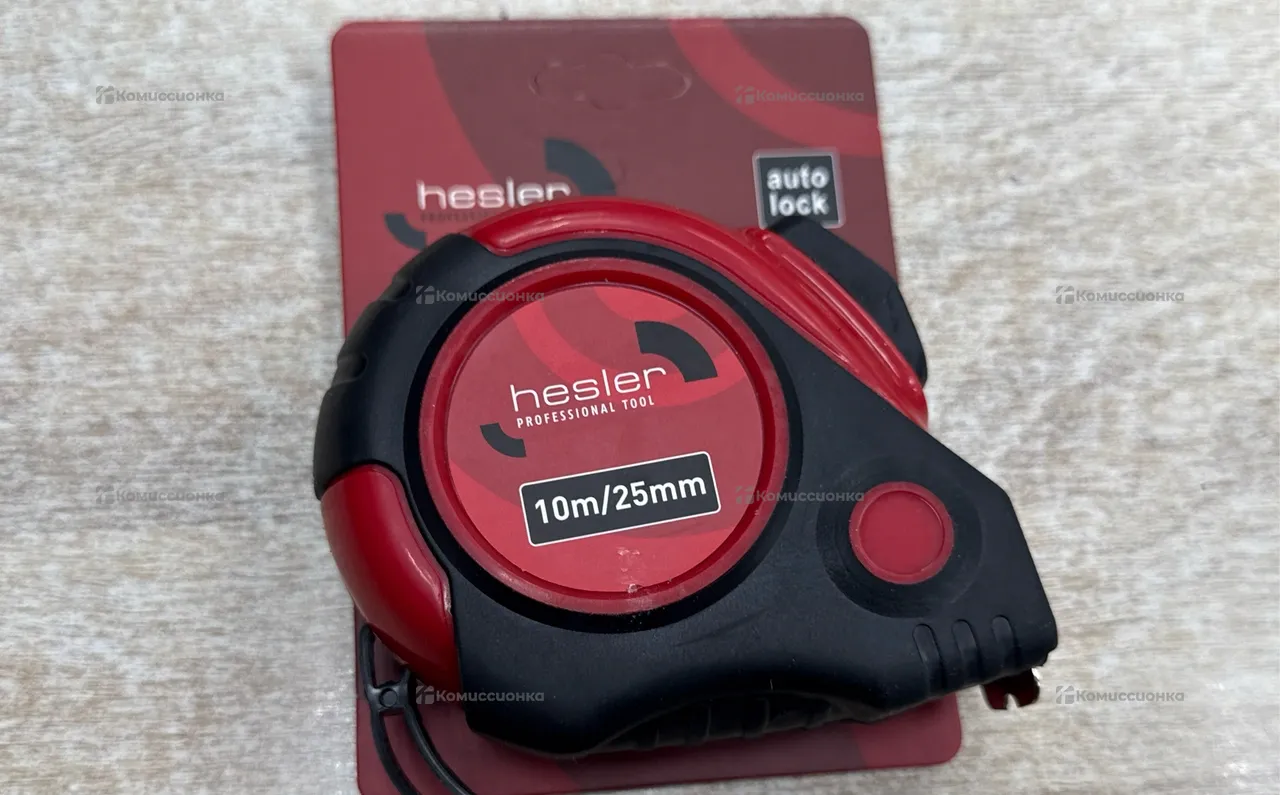 Комиссионка
Комиссионка
hesler
auto
lock
Комиссионка
Комиссионка
hesler
PROFESSIONAL TOOL
10m/25mm
Комиссионка
Комиссионка
Комиссионка
Комиссионка